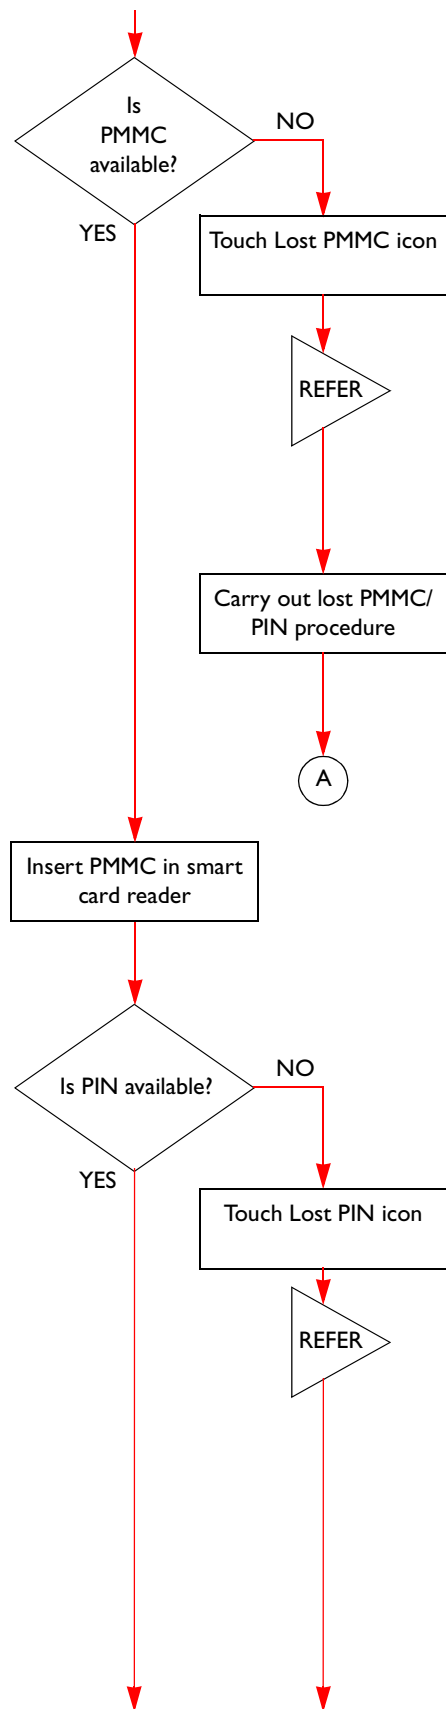 Is
PMMC
available?
NO
YES
Touch Lost PMMC icon
REFER
Carry out lost PMMC/
PIN procedure
A
Insert PMMC in smart
card reader
Is PIN available?
NO
YES
Touch Lost PIN icon
REFER